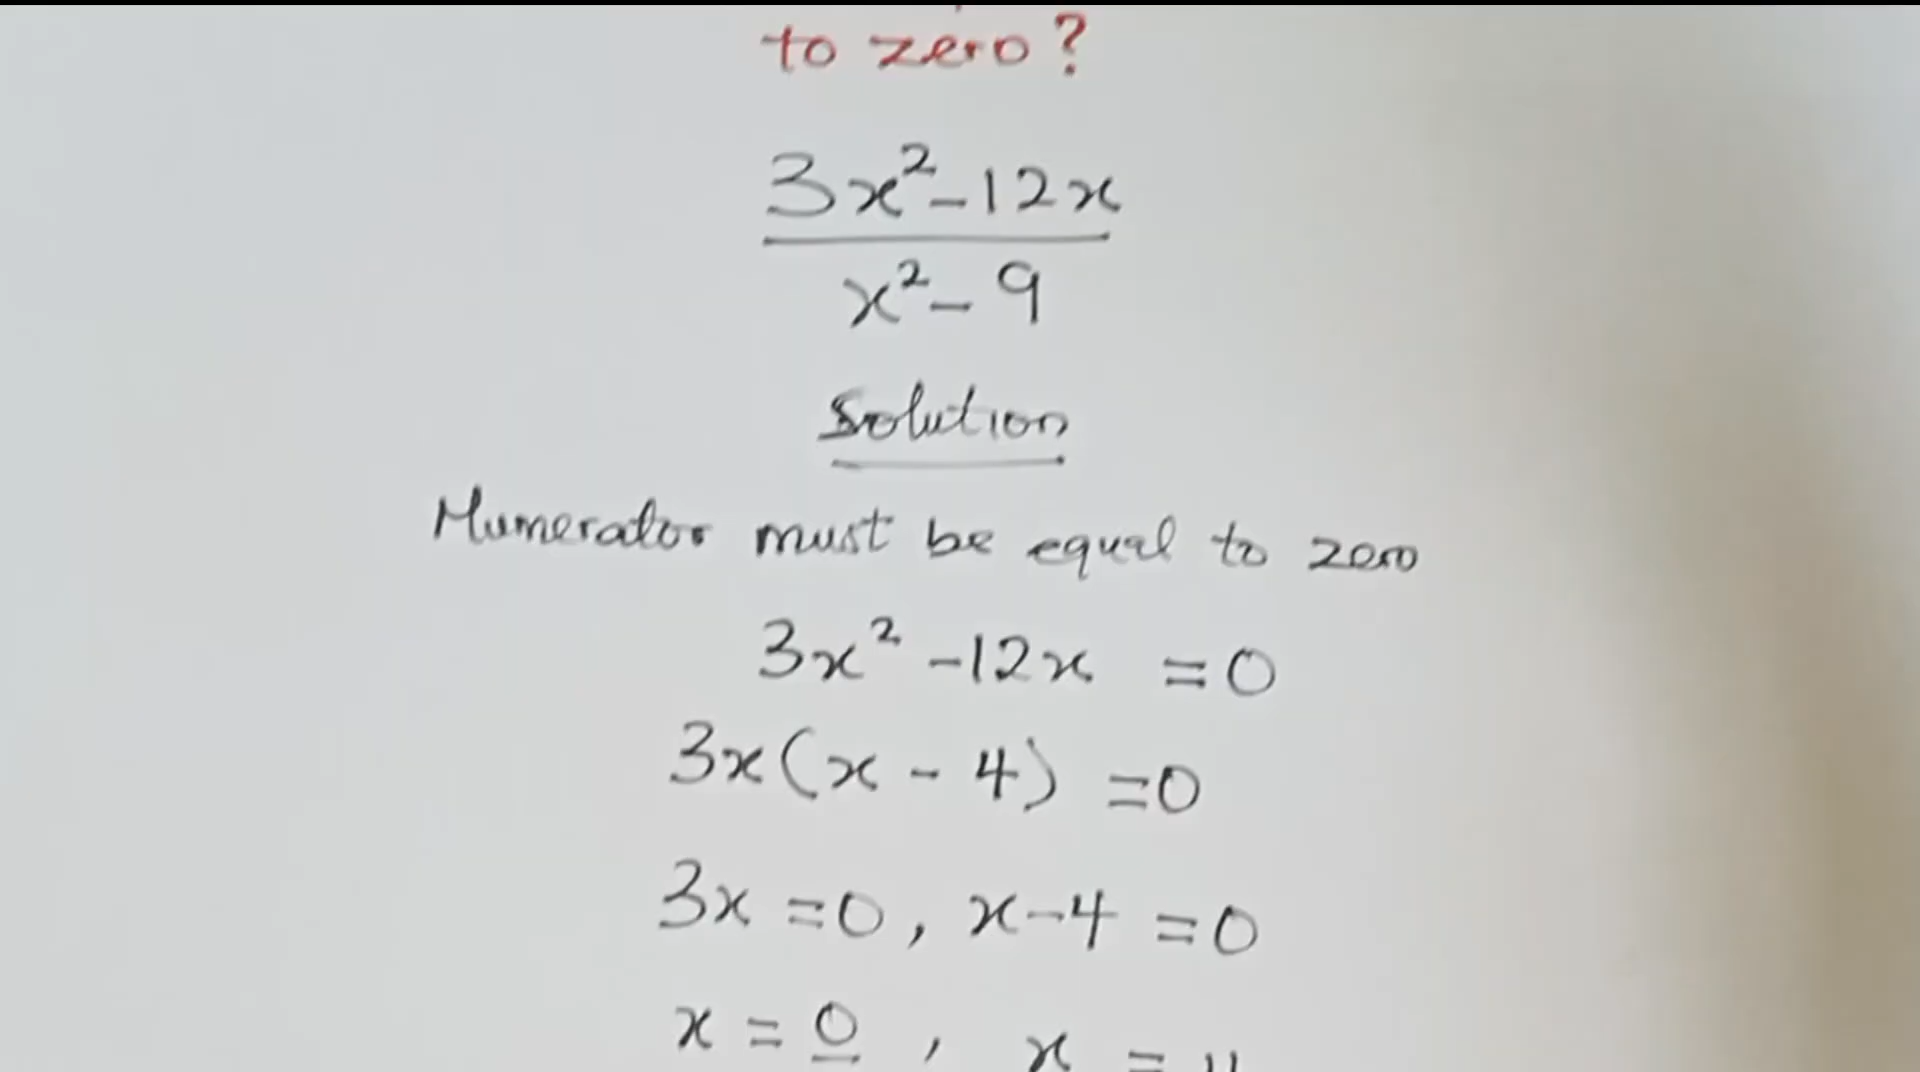 to zero?
3x²-12x
x²-9
Solution
Numerator must be equal to zero
3x²-12x =0
3x(x-4) =0
3x=0, x-4=0
x=0, x=